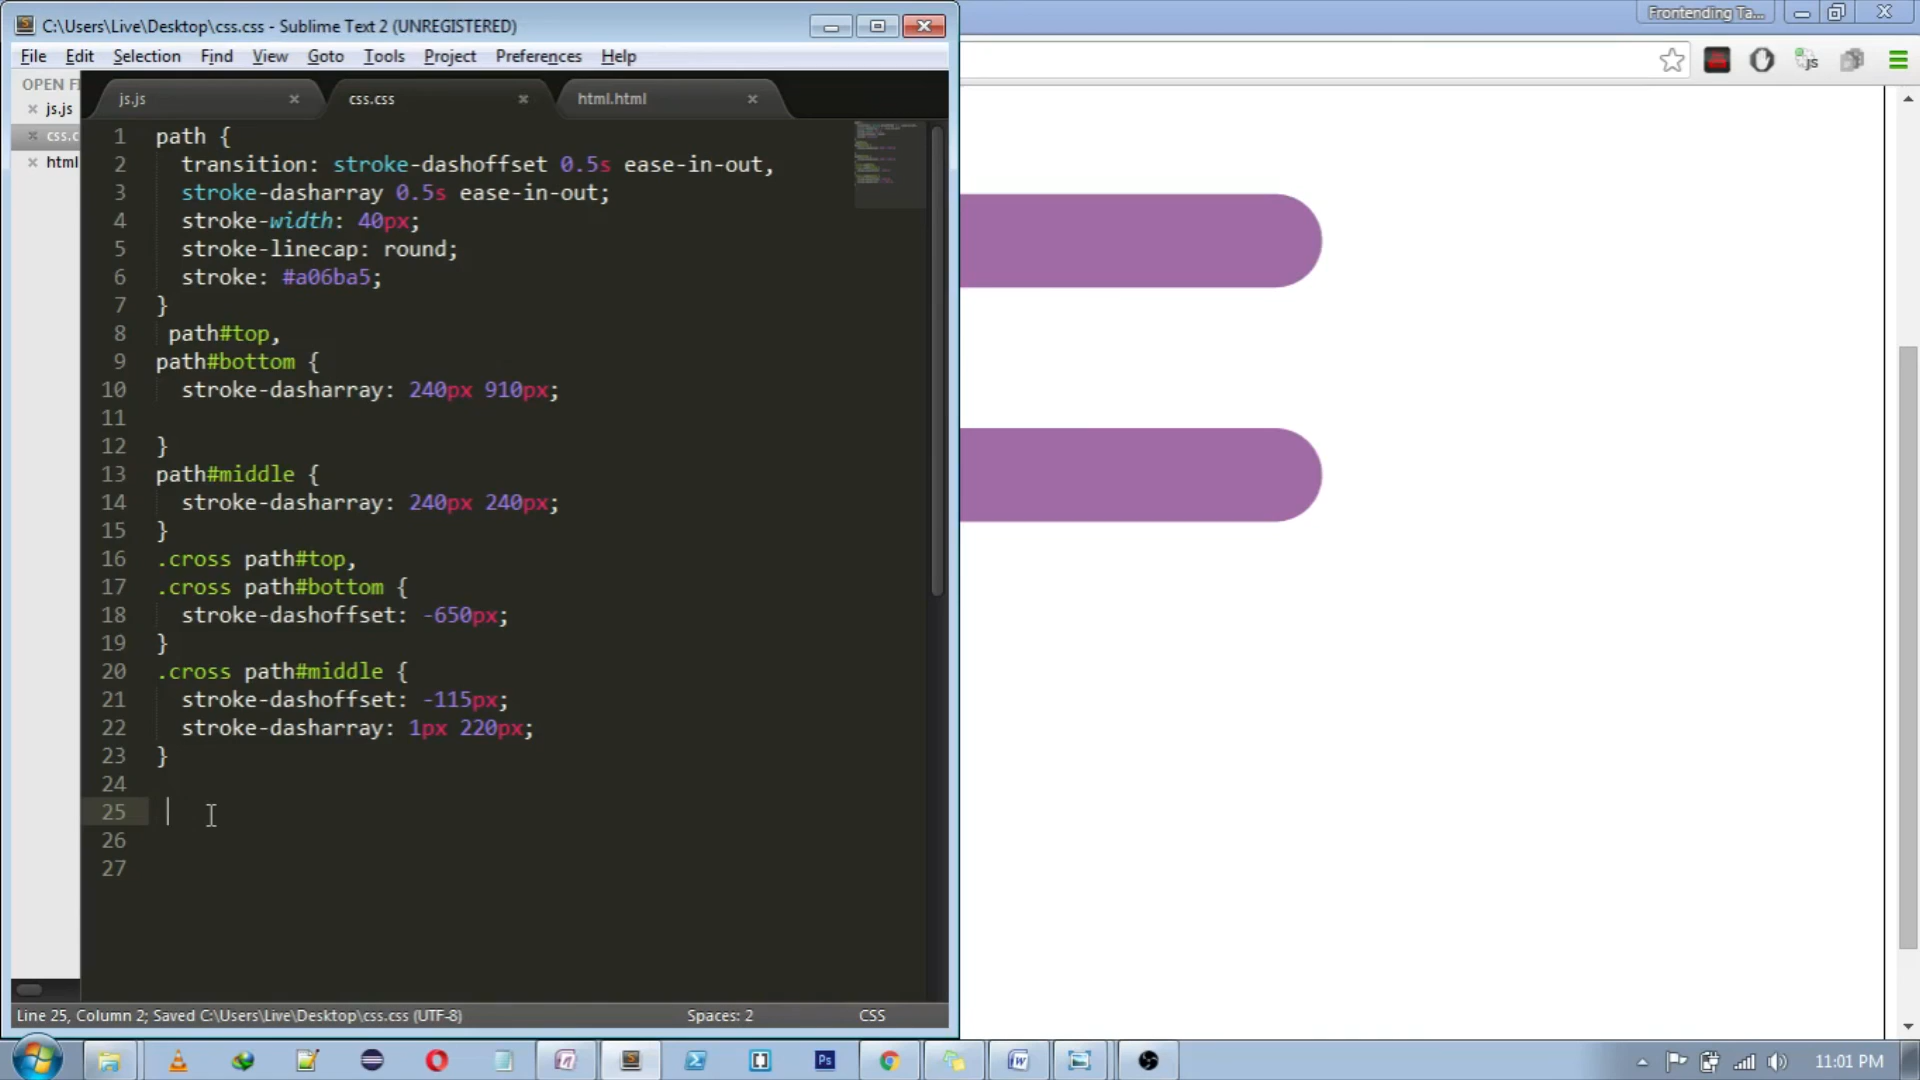 C:\Users\Live\Desktop\css.css - Sublime Text 2 (UNREGISTERED)
Frontending Ta...
File Edit Selection Find View Goto Tools Project Preferences Help
OPEN FI
js.js
css.c
html
js.js css.css html.html
js
1 path {
2 transition: stroke-dashoffset 0.5s ease-in-out,
3 stroke-dasharray 0.5s ease-in-out;
4 stroke-width: 40px;
5 stroke-linecap: round;
6 stroke: #a06ba5;
7 }
8 path#top,
9 path#bottom {
10 stroke-dasharray: 240px 910px;
11
12 }
13 path#middle {
14 stroke-dasharray: 240px 240px;
15 }
16 .cross path#top,
17 .cross path#bottom {
18 stroke-dashoffset: -650px;
19 }
20 .cross path#middle {
21 stroke-dashoffset: -115px;
22 stroke-dasharray: 1px 220px;
23 }
24
25
26
27
Line 25, Column 2; Saved C:\Users\Live\Desktop\css.css (UTF-8) Spaces: 2 CSS
Ps
11:01 PM